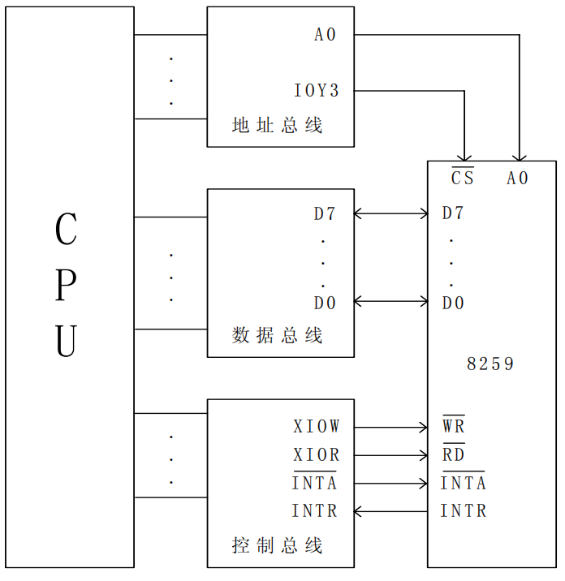 CPU
A0
IOY3
地址总线
D7
D0
数据总线
XIOW
XIOR
INTA
INTR
控制总线
CS A0
D7
D0
8259
WR
RD
INTA
INTR